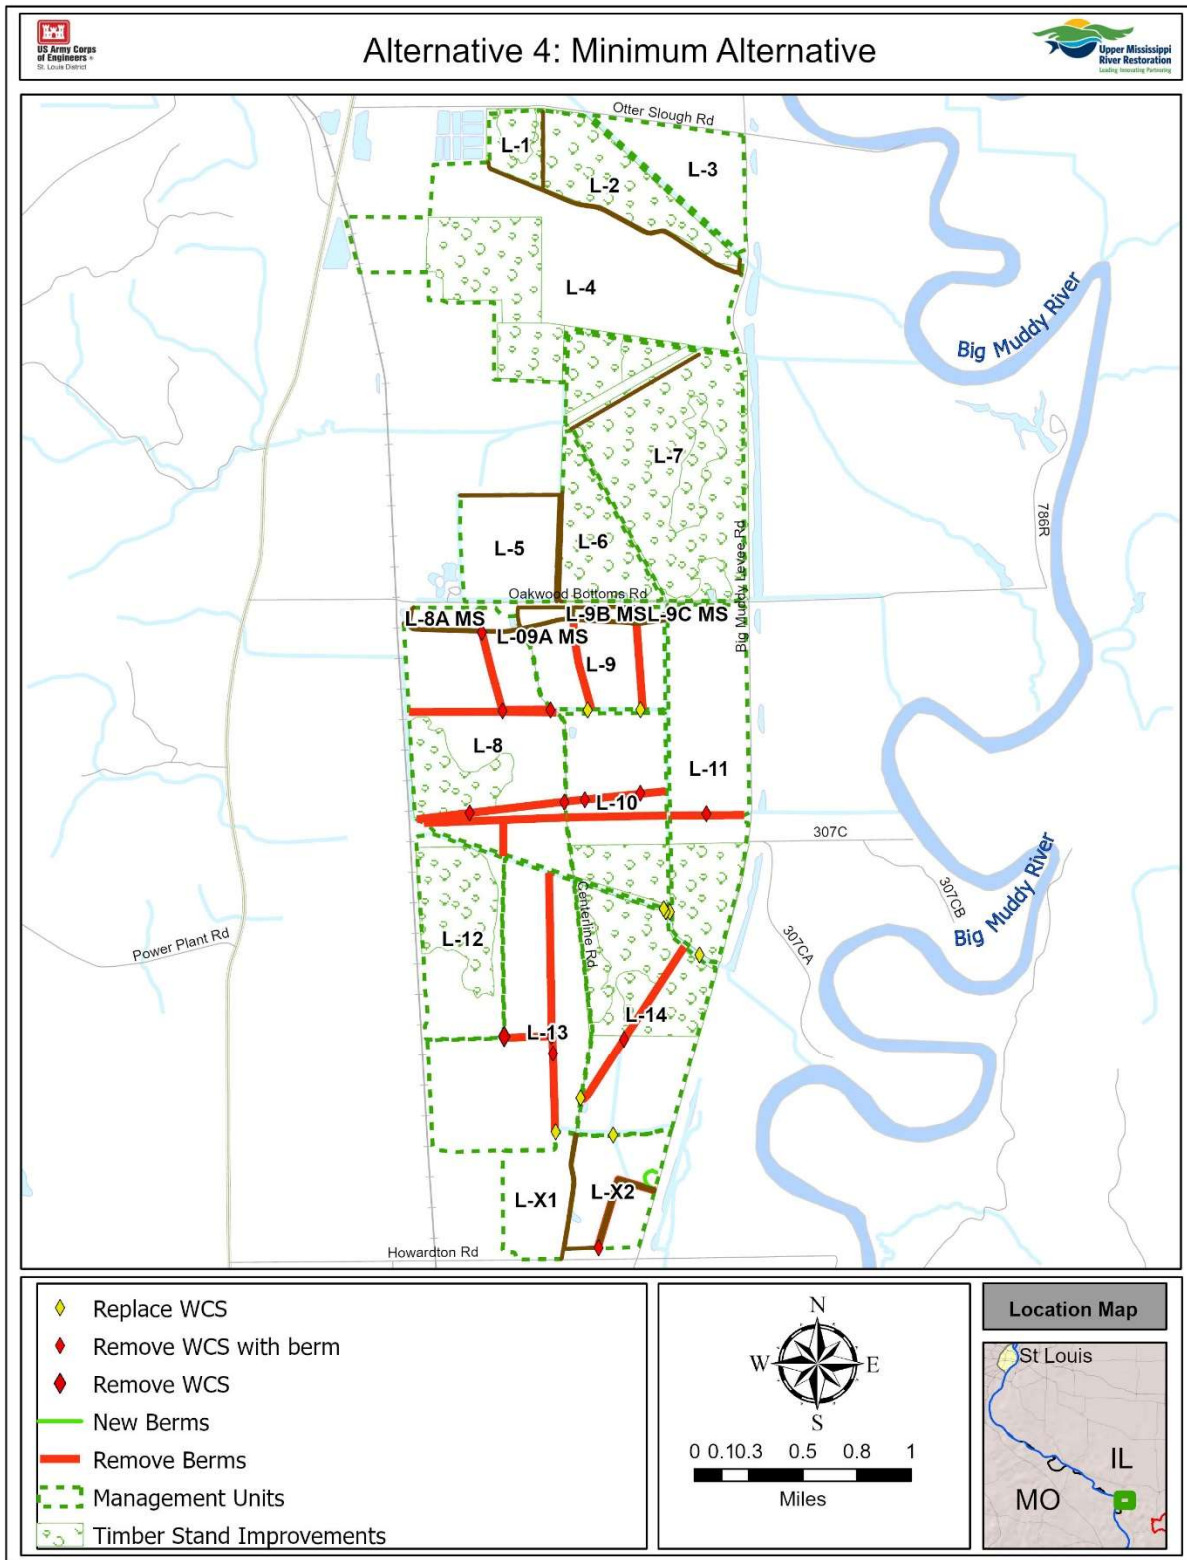 US Army Corps
of Engineers ®
St. Louis District
Alternative 4: Minimum Alternative
Upper Mississippi
River Restoration
Leading Innovating Partnering
Otter Slough Rd
L-1
L-2
L-3
L-4
Big Muddy River
L-7
786R
L-5
L-6
Big Muddy Levee Rd
Oakwood Bottoms Rd
L-8A MS
L-9B MS
L-9C MS
L-09A MS
L-9
L-8
L-11
L-10
307C
Centerline Rd
307CB
Big Muddy River
307CA
Power Plant Rd
L-12
L-14
L-13
L-X1
L-X2
Howardton Rd
Replace WCS
Remove WCS with berm
Remove WCS
New Berms
Remove Berms
Management Units
Timber Stand Improvements
N
W
E
S
0 0.10.3 0.5 0.8 1
Miles
Location Map
St Louis
IL
MO